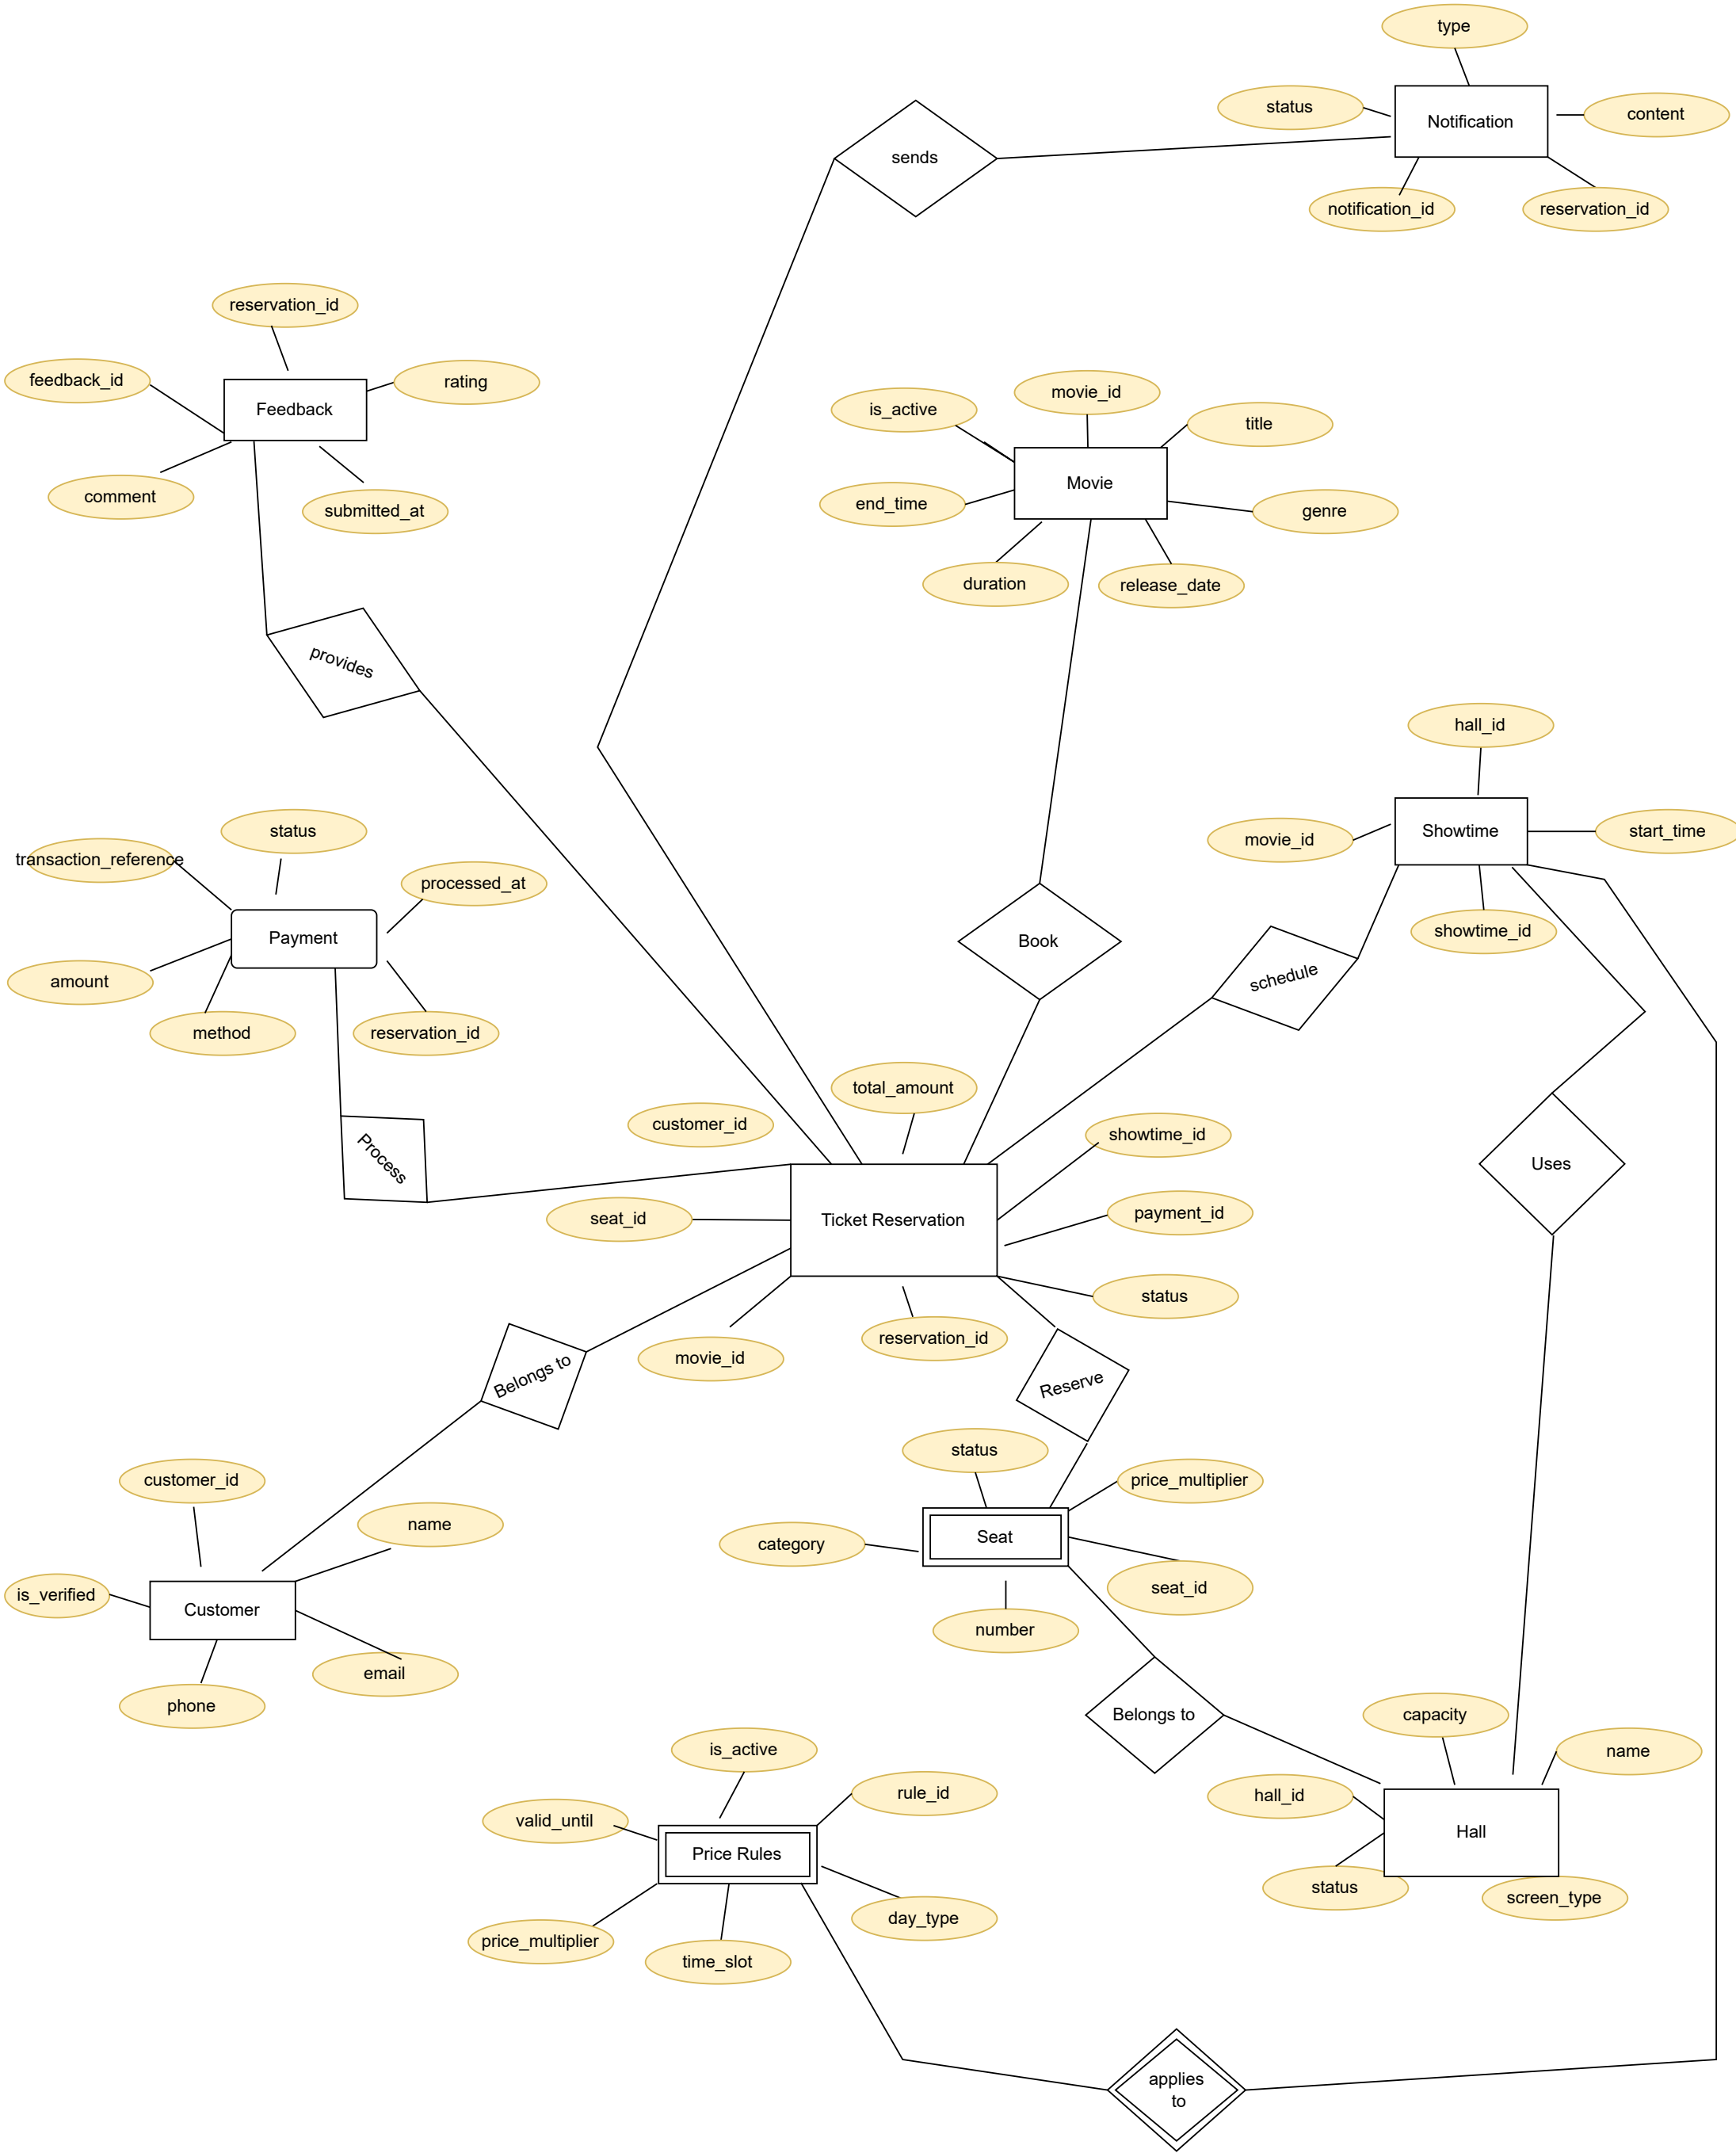 type
status
Notification
content
sends
notification_id
reservation_id
reservation_id
feedback_id
rating
Feedback
comment
submitted_at
movie_id
is_active
title
Movie
end_time
genre
duration
release_date
provides
hall_id
movie_id
Showtime
start_time
showtime_id
status
transaction_reference
processed_at
Payment
amount
method
reservation_id
Book
schedule
total_amount
customer_id
showtime_id
Process
Uses
seat_id
Ticket Reservation
payment_id
status
reservation_id
movie_id
Belongs to
Reserve
status
price_multiplier
customer_id
name
category
Seat
seat_id
is_verified
Customer
number
email
phone
Belongs to
capacity
is_active
name
rule_id
hall_id
valid_until
Hall
Price Rules
status
screen_type
day_type
price_multiplier
time_slot
applies
to